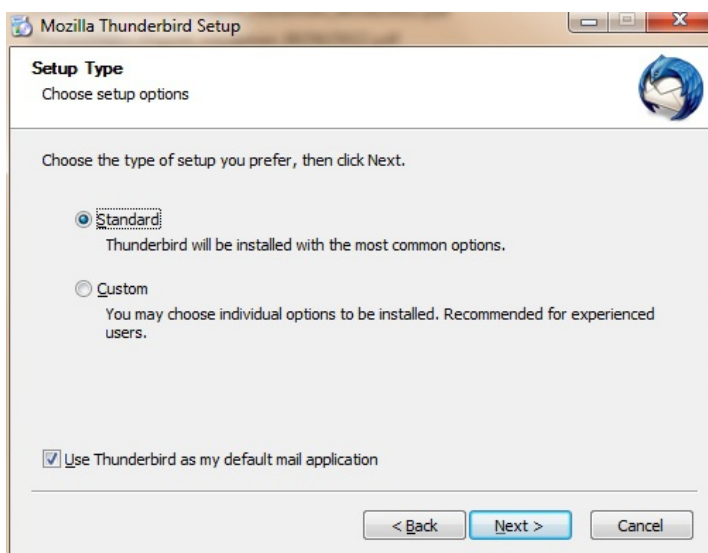 Mozilla Thunderbird Setup
Setup Type
Choose setup options
Choose the type of setup you prefer, then click Next.
Standard
Thunderbird will be installed with the most common options.
Custom
You may choose individual options to be installed. Recommended for experienced
users.
Use Thunderbird as my default mail application
< Back
Next >
Cancel